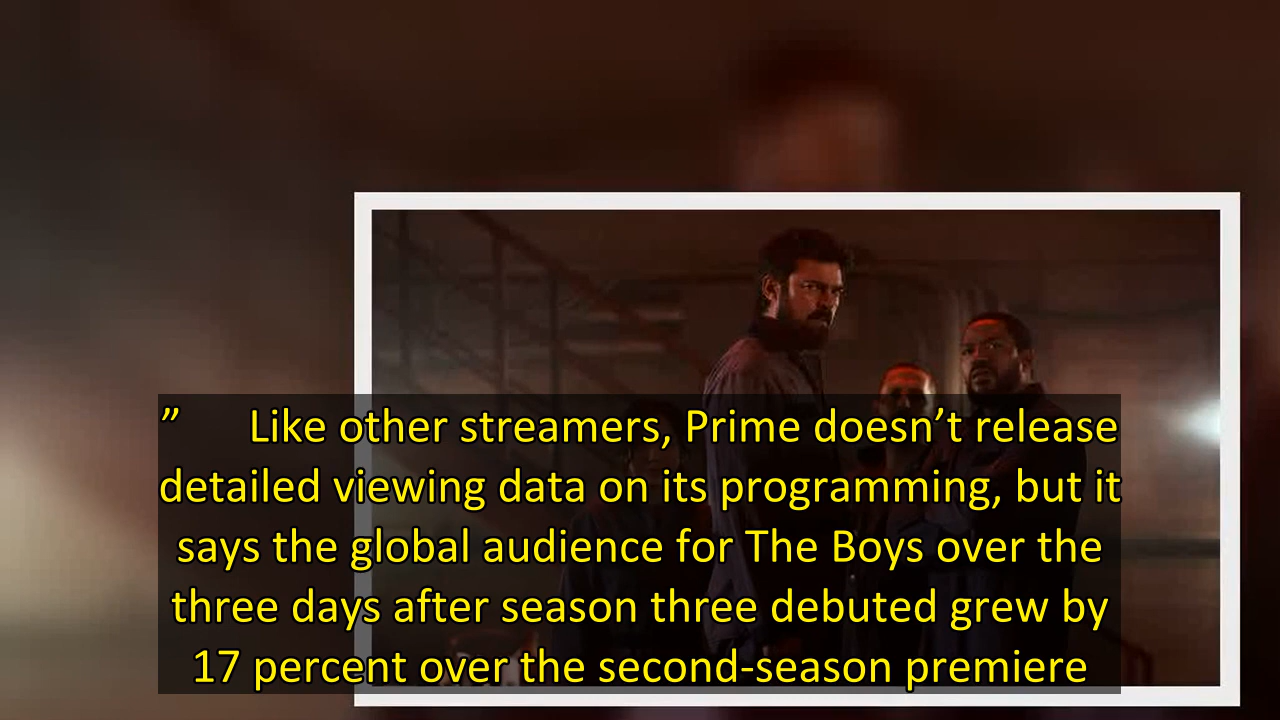 ”      Like other streamers, Prime doesn’t release
detailed viewing data on its programming, but it
says the global audience for The Boys over the
three days after season three debuted grew by
17 percent over the second-season premiere